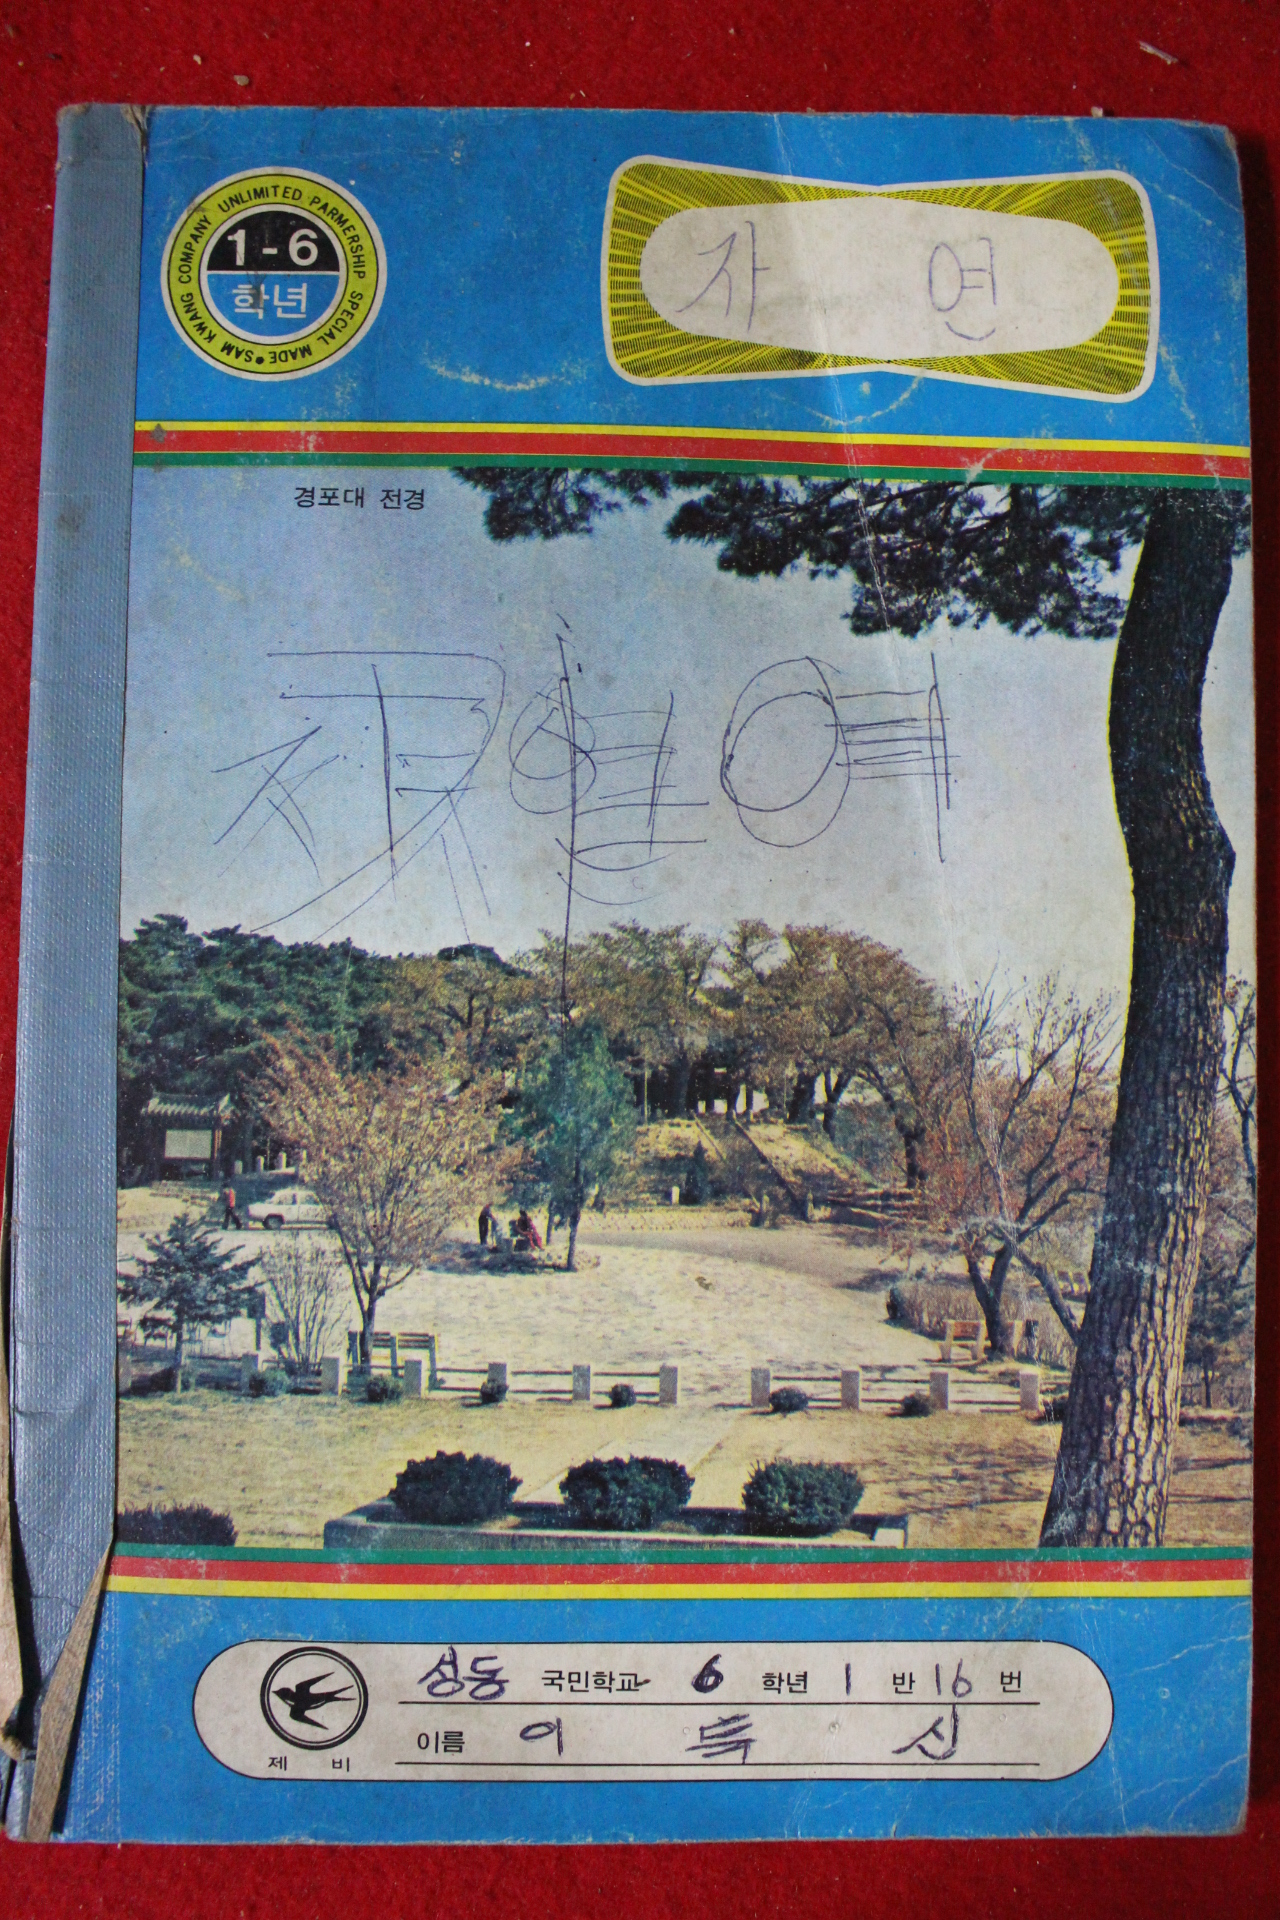 SAM KWANG COMPANY UNLIMITED PARMERSHIP SPECIAL MADE
1-6
학년
자 연
경포대 전경
성동 국민학교 6 학년 1 반 16 번
이름 이 득 신
제 비